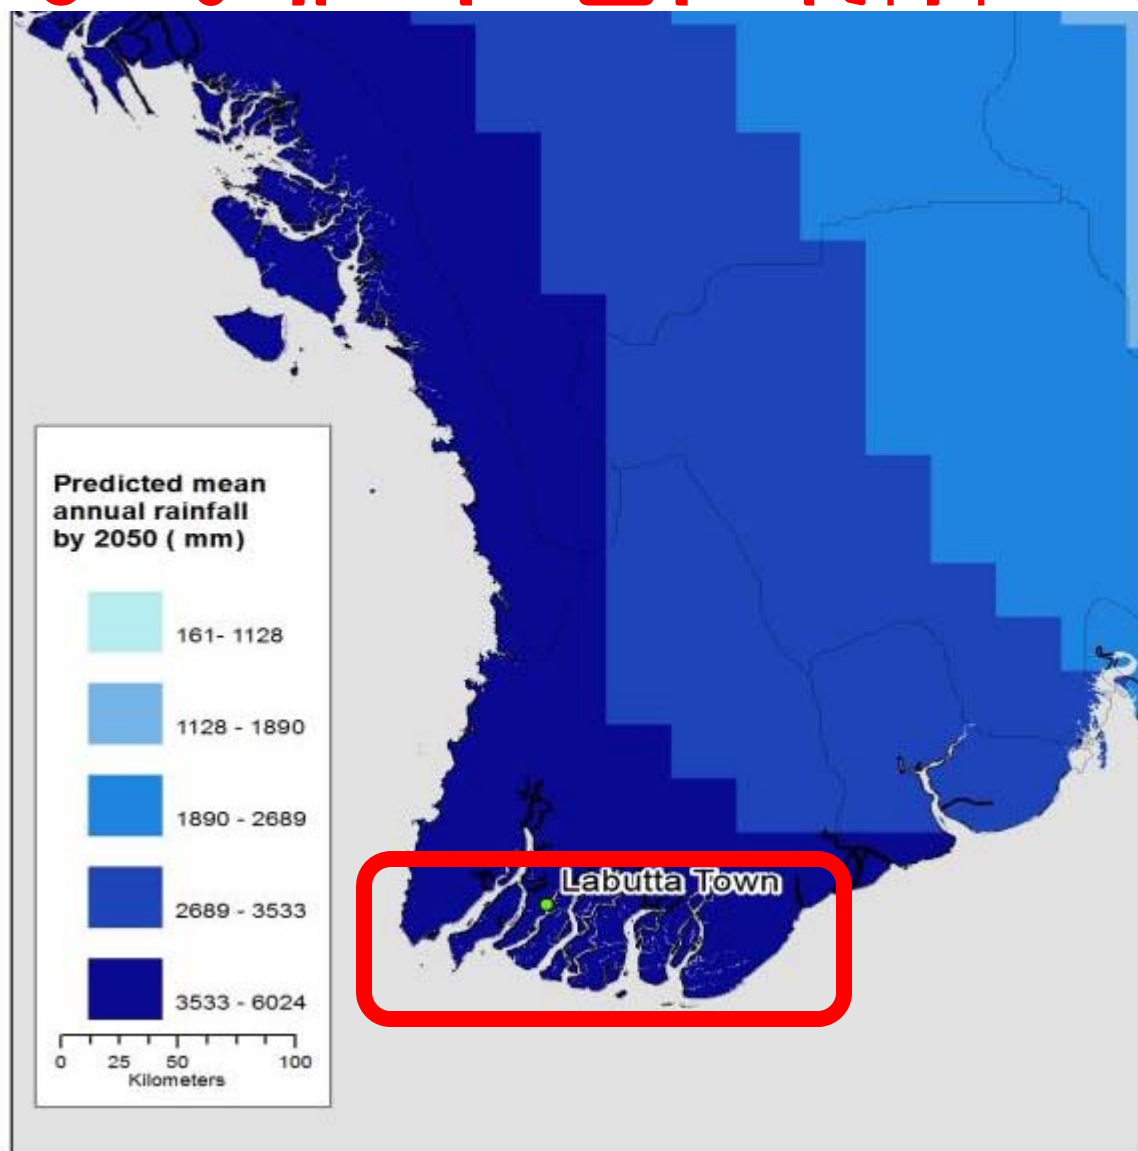 Labutta Town
Predicted mean
annual rainfall
by 2050 ( mm)
161- 1128
1128 - 1890
1890 - 2689
2689 - 3533
3533 - 6024
0 25 50 100
Kilometers